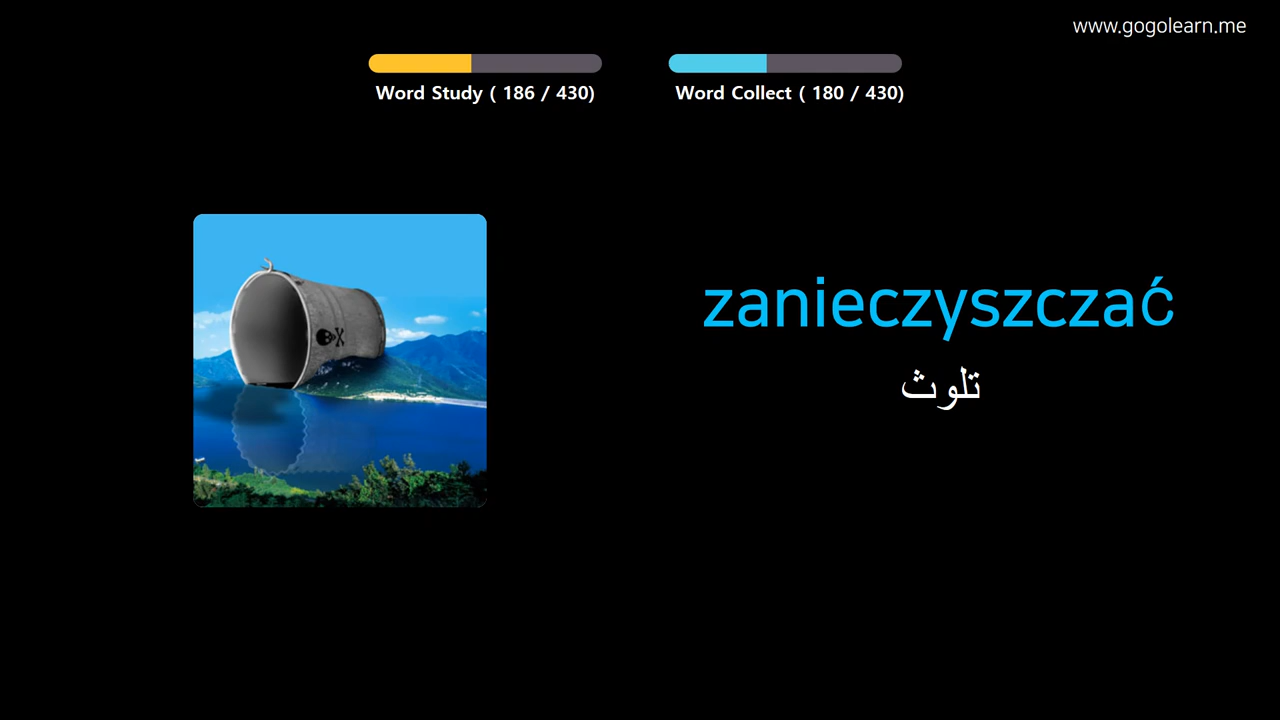 www.gogolearn.me
Word Study ( 186 / 430)
Word Collect ( 180 / 430)
zanieczyszczać
تلوث